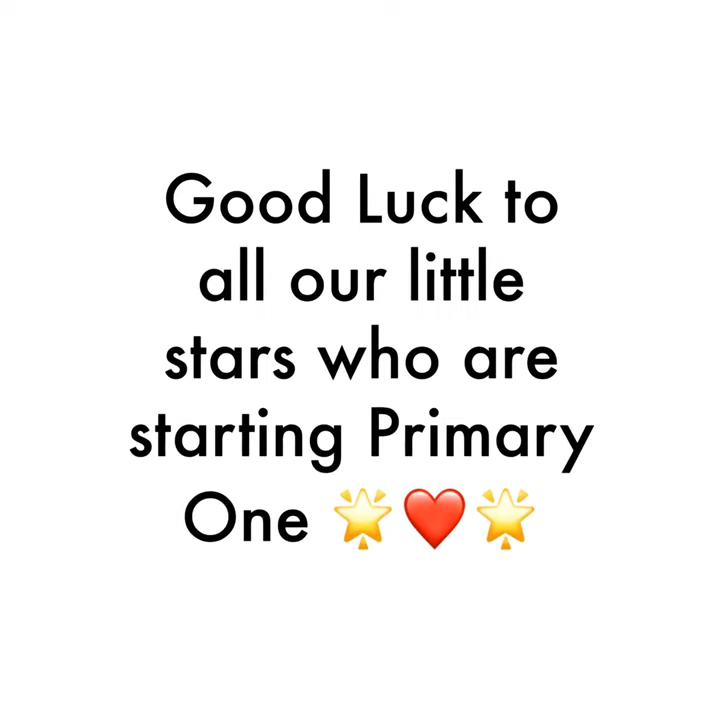 Good Luck to
all our little
stars who are
starting Primary
One 🌟❤️🌟